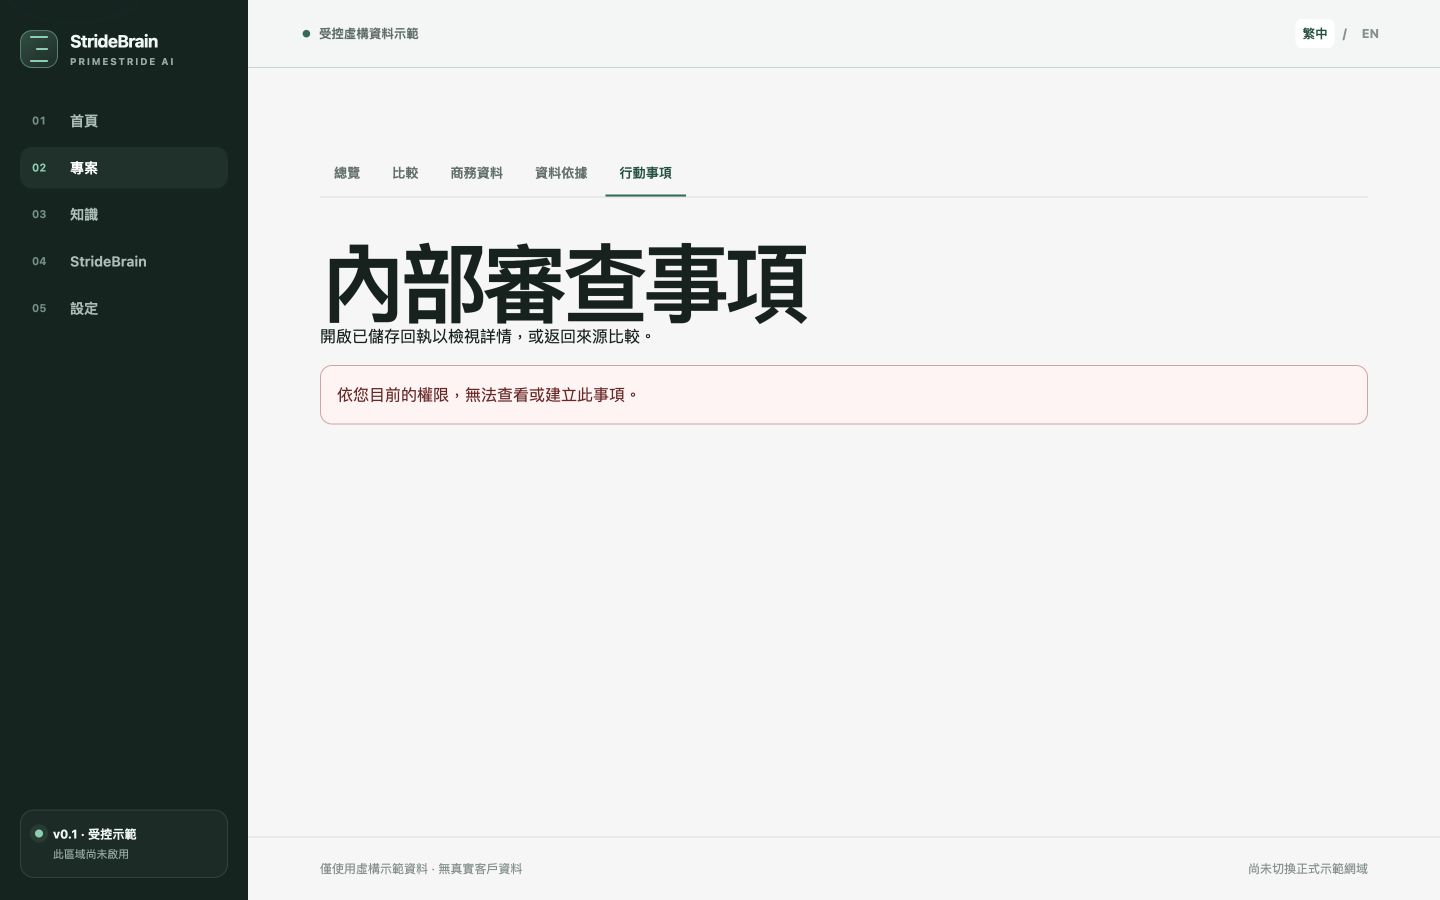 StrideBrain
PRIMESTRIDE AI
01 首頁
02 專案
03 知識
04 StrideBrain
05 設定
v0.1 · 受控示範
此區域尚未啟用
受控虛構資料示範
繁中 / EN
總覽 比較 商務資料 資料依據 行動事項
內部審查事項
開啟已儲存回執以檢視詳情，或返回來源比較。
依您目前的權限，無法查看或建立此事項。
僅使用虛構示範資料 · 無真實客戶資料
尚未切換正式示範網域